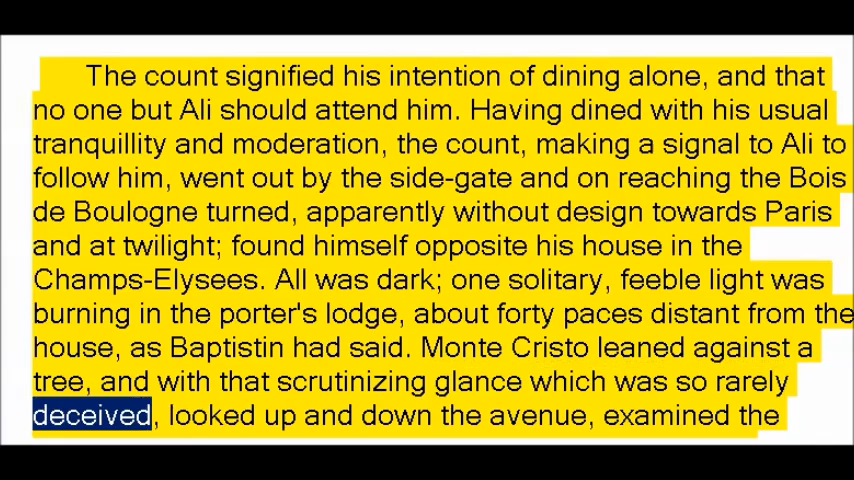 The count signified his intention of dining alone, and that
no one but Ali should attend him. Having dined with his usual
tranquillity and moderation, the count, making a signal to Ali to
follow him, went out by the side-gate and on reaching the Bois
de Boulogne turned, apparently without design towards Paris
and at twilight; found himself opposite his house in the
Champs-Elysees. All was dark; one solitary, feeble light was
burning in the porter's lodge, about forty paces distant from the
house, as Baptistin had said. Monte Cristo leaned against a
tree, and with that scrutinizing glance which was so rarely
deceived, looked up and down the avenue, examined the